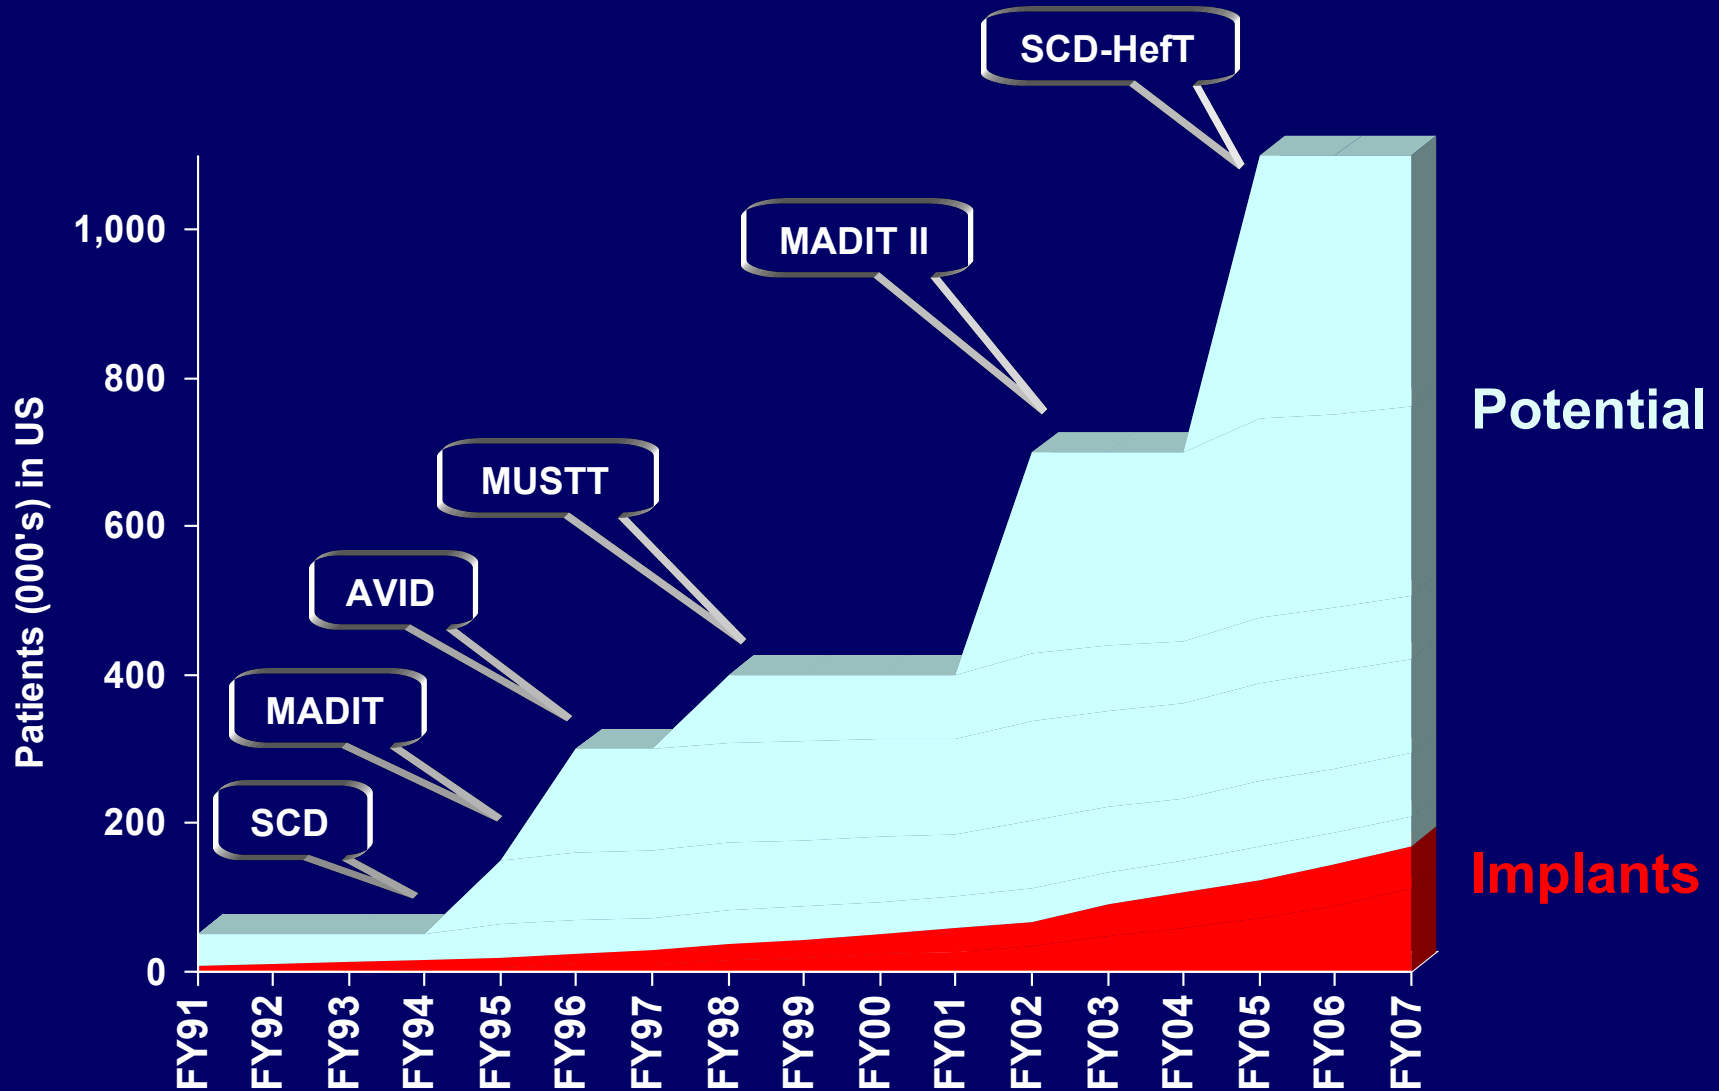 SCD-HefT
MADIT II
MUSTT
AVID
MADIT
SCD
Patients (000's) in US
1,000
800
600
400
200
0
Potential
Implants
FY91
FY92
FY93
FY94
FY95
FY96
FY97
FY98
FY99
FY00
FY01
FY02
FY03
FY04
FY05
FY06
FY07